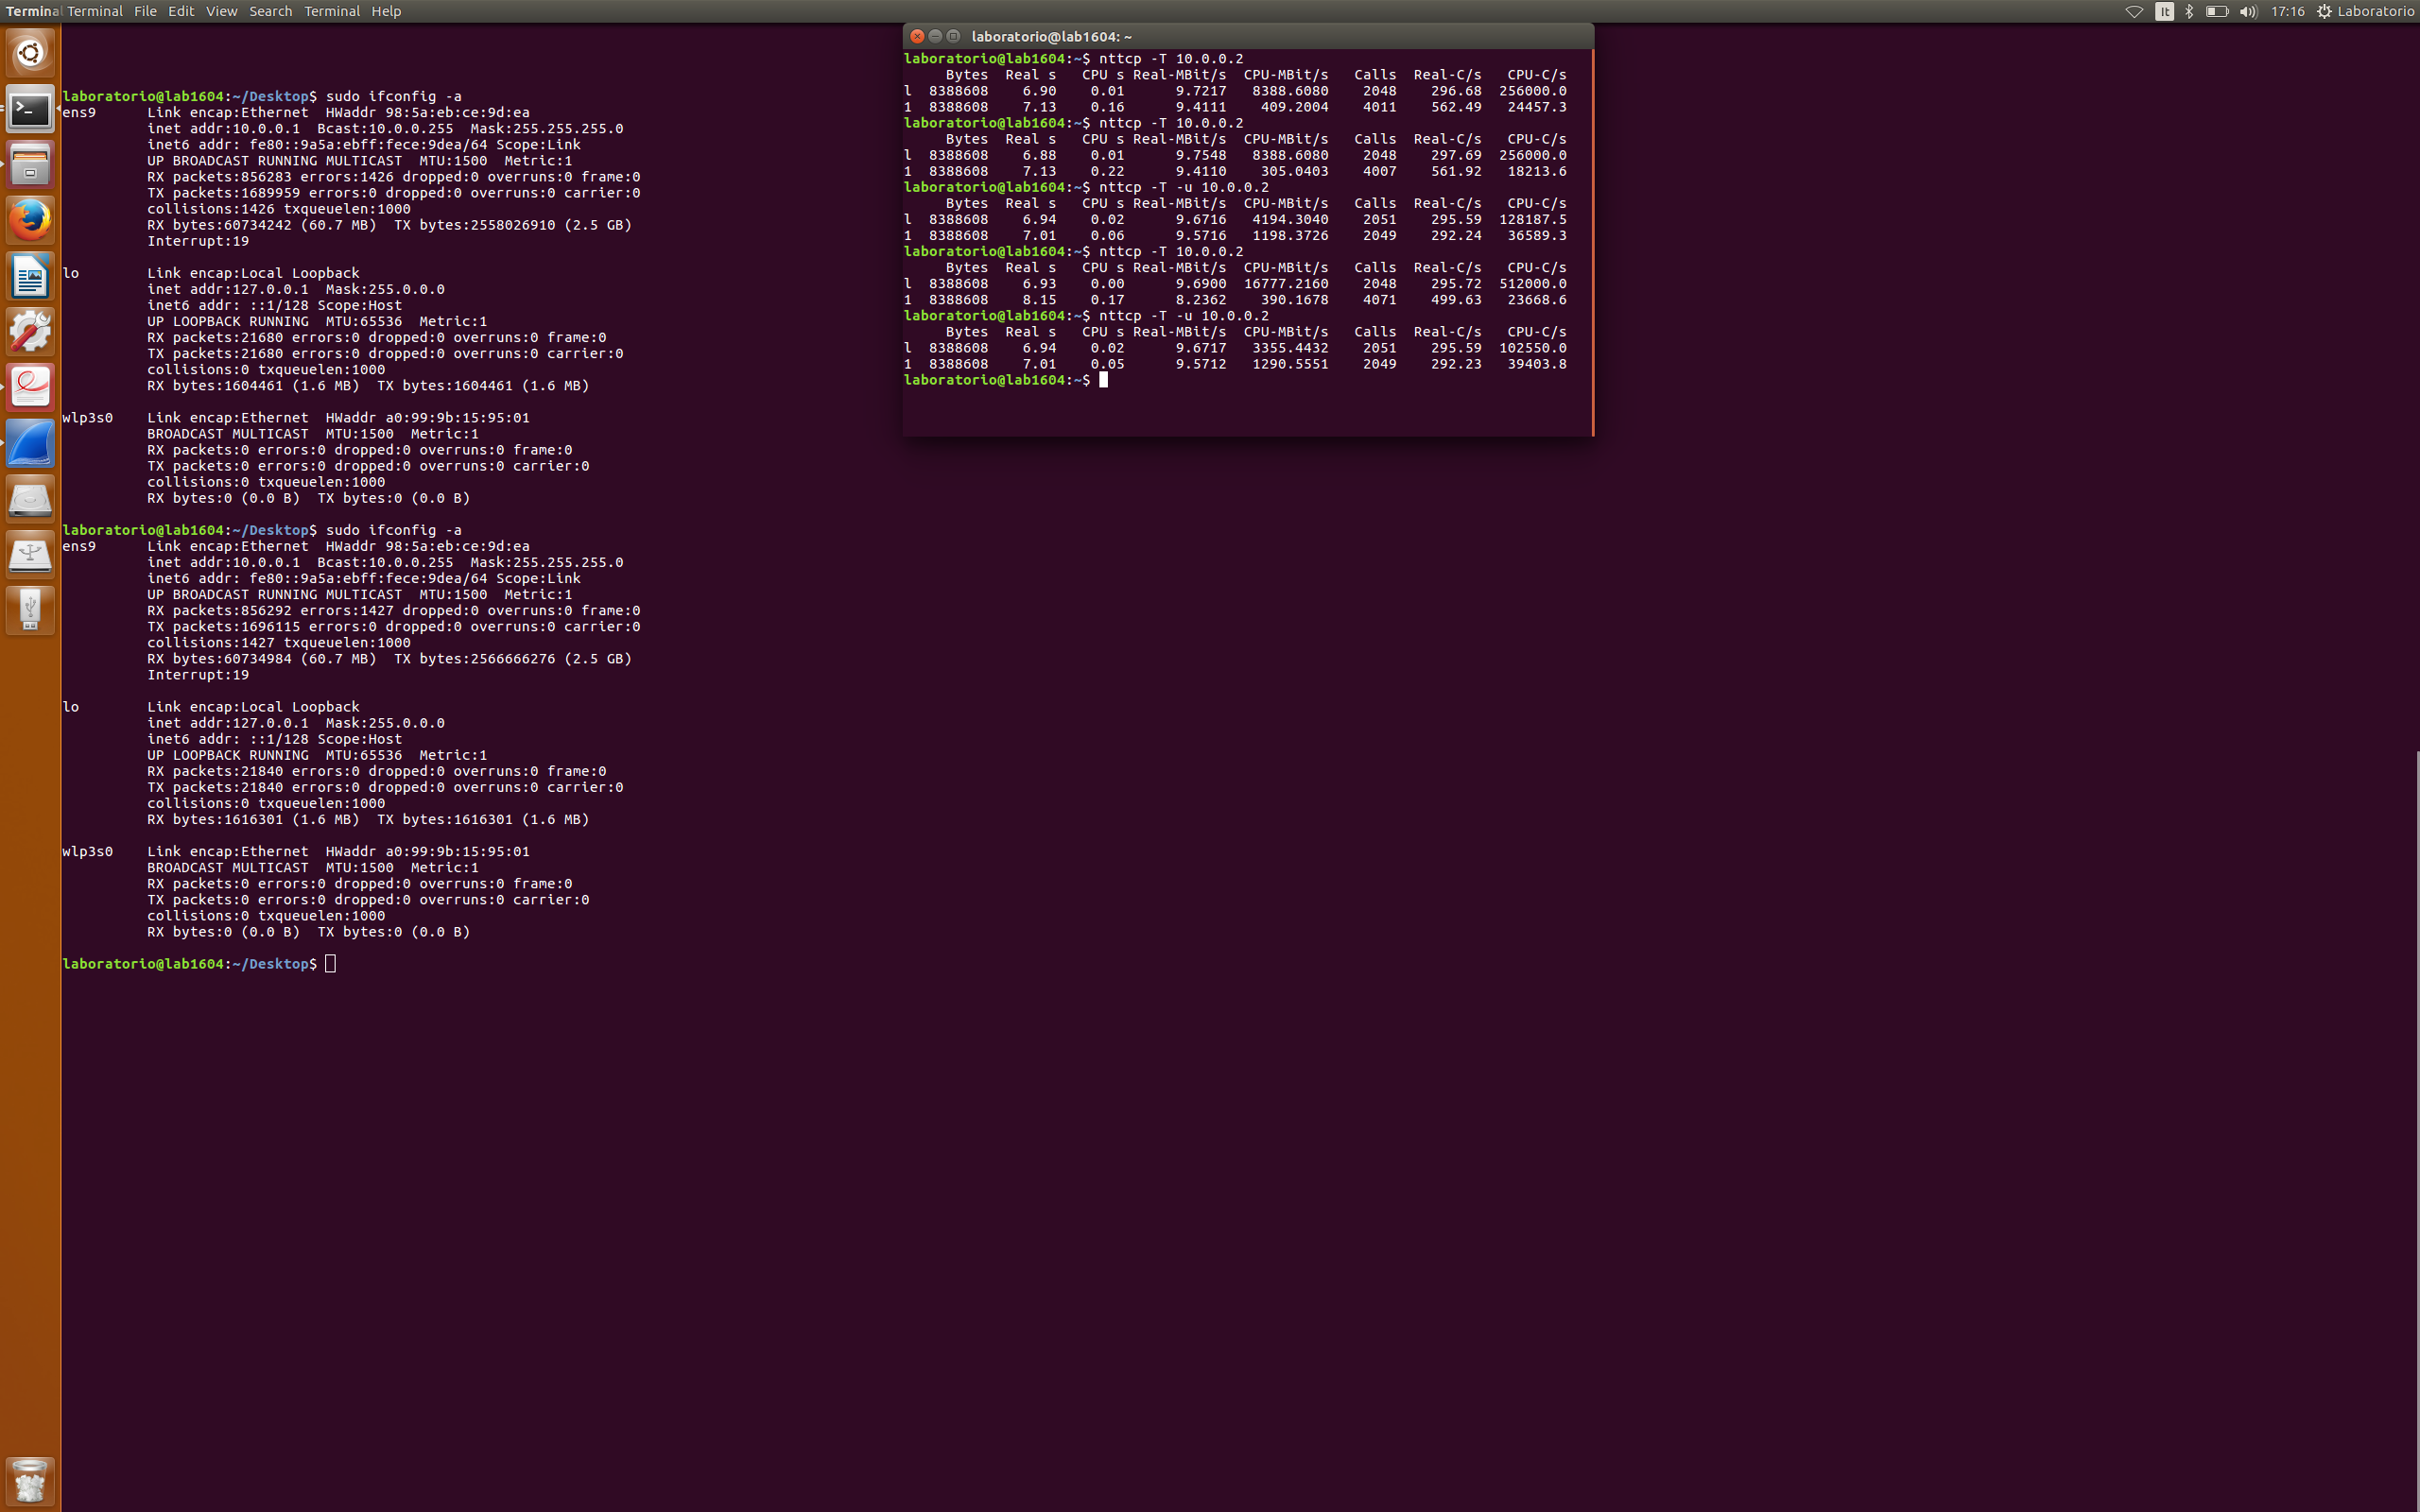 Terminal Terminal File Edit View Search Terminal Help
It 17:16 Laboratorio
laboratorio@lab1604:~/Desktop$ sudo ifconfig -a
ens9 Link encap:Ethernet HWaddr 98:5a:eb:ce:9d:ea
inet addr:10.0.0.1 Bcast:10.0.0.255 Mask:255.255.255.0
inet6 addr: fe80::9a5a:ebff:fece:9dea/64 Scope:Link
UP BROADCAST RUNNING MULTICAST MTU:1500 Metric:1
RX packets:856283 errors:1426 dropped:0 overruns:0 frame:0
TX packets:1689959 errors:0 dropped:0 overruns:0 carrier:0
collisions:1426 txqueuelen:1000
RX bytes:60734242 (60.7 MB) TX bytes:2558026910 (2.5 GB)
Interrupt:19
lo Link encap:Local Loopback
inet addr:127.0.0.1 Mask:255.0.0.0
inet6 addr: ::1/128 Scope:Host
UP LOOPBACK RUNNING MTU:65536 Metric:1
RX packets:21680 errors:0 dropped:0 overruns:0 frame:0
TX packets:21680 errors:0 dropped:0 overruns:0 carrier:0
collisions:0 txqueuelen:1000
RX bytes:1604461 (1.6 MB) TX bytes:1604461 (1.6 MB)
wlp3s0 Link encap:Ethernet HWaddr a0:99:9b:15:95:01
BROADCAST MULTICAST MTU:1500 Metric:1
RX packets:0 errors:0 dropped:0 overruns:0 frame:0
TX packets:0 errors:0 dropped:0 overruns:0 carrier:0
collisions:0 txqueuelen:1000
RX bytes:0 (0.0 B) TX bytes:0 (0.0 B)
laboratorio@lab1604:~/Desktop$ sudo ifconfig -a
ens9 Link encap:Ethernet HWaddr 98:5a:eb:ce:9d:ea
inet addr:10.0.0.1 Bcast:10.0.0.255 Mask:255.255.255.0
inet6 addr: fe80::9a5a:ebff:fece:9dea/64 Scope:Link
UP BROADCAST RUNNING MULTICAST MTU:1500 Metric:1
RX packets:856292 errors:1427 dropped:0 overruns:0 frame:0
TX packets:1696115 errors:0 dropped:0 overruns:0 carrier:0
collisions:1427 txqueuelen:1000
RX bytes:60734984 (60.7 MB) TX bytes:2566666276 (2.5 GB)
Interrupt:19
lo Link encap:Local Loopback
inet addr:127.0.0.1 Mask:255.0.0.0
inet6 addr: ::1/128 Scope:Host
UP LOOPBACK RUNNING MTU:65536 Metric:1
RX packets:21840 errors:0 dropped:0 overruns:0 frame:0
TX packets:21840 errors:0 dropped:0 overruns:0 carrier:0
collisions:0 txqueuelen:1000
RX bytes:1616301 (1.6 MB) TX bytes:1616301 (1.6 MB)
wlp3s0 Link encap:Ethernet HWaddr a0:99:9b:15:95:01
BROADCAST MULTICAST MTU:1500 Metric:1
RX packets:0 errors:0 dropped:0 overruns:0 frame:0
TX packets:0 errors:0 dropped:0 overruns:0 carrier:0
collisions:0 txqueuelen:1000
RX bytes:0 (0.0 B) TX bytes:0 (0.0 B)
laboratorio@lab1604:~/Desktop$
laboratorio@lab1604: ~
laboratorio@lab1604:~$ nttcp -T 10.0.0.2
Bytes Real s CPU s Real-MBit/s CPU-MBit/s Calls Real-C/s CPU-C/s
l 8388608 6.90 0.01 9.7217 8388.6080 2048 296.68 256000.0
1 8388608 7.13 0.16 9.4111 409.2004 4011 562.49 24457.3
laboratorio@lab1604:~$ nttcp -T 10.0.0.2
Bytes Real s CPU s Real-MBit/s CPU-MBit/s Calls Real-C/s CPU-C/s
l 8388608 6.88 0.01 9.7548 8388.6080 2048 297.69 256000.0
1 8388608 7.13 0.22 9.4110 305.0403 4007 561.92 18213.6
laboratorio@lab1604:~$ nttcp -T -u 10.0.0.2
Bytes Real s CPU s Real-MBit/s CPU-MBit/s Calls Real-C/s CPU-C/s
l 8388608 6.94 0.02 9.6716 4194.3040 2051 295.59 128187.5
1 8388608 7.01 0.06 9.5716 1198.3726 2049 292.24 36589.3
laboratorio@lab1604:~$ nttcp -T 10.0.0.2
Bytes Real s CPU s Real-MBit/s CPU-MBit/s Calls Real-C/s CPU-C/s
l 8388608 6.93 0.00 9.6900 16777.2160 2048 295.72 512000.0
1 8388608 8.15 0.17 8.2362 390.1678 4071 499.63 23668.6
laboratorio@lab1604:~$ nttcp -T -u 10.0.0.2
Bytes Real s CPU s Real-MBit/s CPU-MBit/s Calls Real-C/s CPU-C/s
l 8388608 6.94 0.02 9.6717 3355.4432 2051 295.59 102550.0
1 8388608 7.01 0.05 9.5712 1290.5551 2049 292.23 39403.8
laboratorio@lab1604:~$